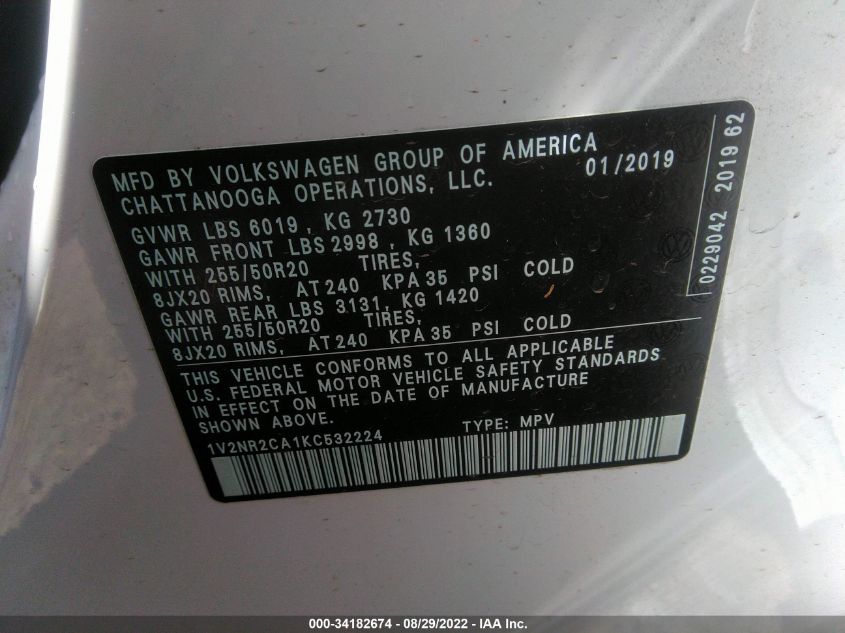 MFD BY VOLKSWAGEN GROUP OF AMERICA
CHATTANOOGA OPERATIONS, LLC. 01/2019
GVWR LBS 6019 , KG 2730
GAWR FRONT LBS 2998 , KG 1360
WITH 255/50R20 TIRES,
8JX20 RIMS, AT 240 KPA 35 PSI COLD
GAWR REAR LBS 3131, KG 1420
WITH 255/50R20 TIRES,
8JX20 RIMS, AT 240 KPA 35 PSI COLD
THIS VEHICLE CONFORMS TO ALL APPLICABLE
U.S. FEDERAL MOTOR VEHICLE SAFETY STANDARDS
IN EFFECT ON THE DATE OF MANUFACTURE
SHOWN ABOVE.
1V2NR2CA1KC532224 TYPE: MPV
0229042 2019 62
000-34182674 - 08/29/2022 - IAA Inc.